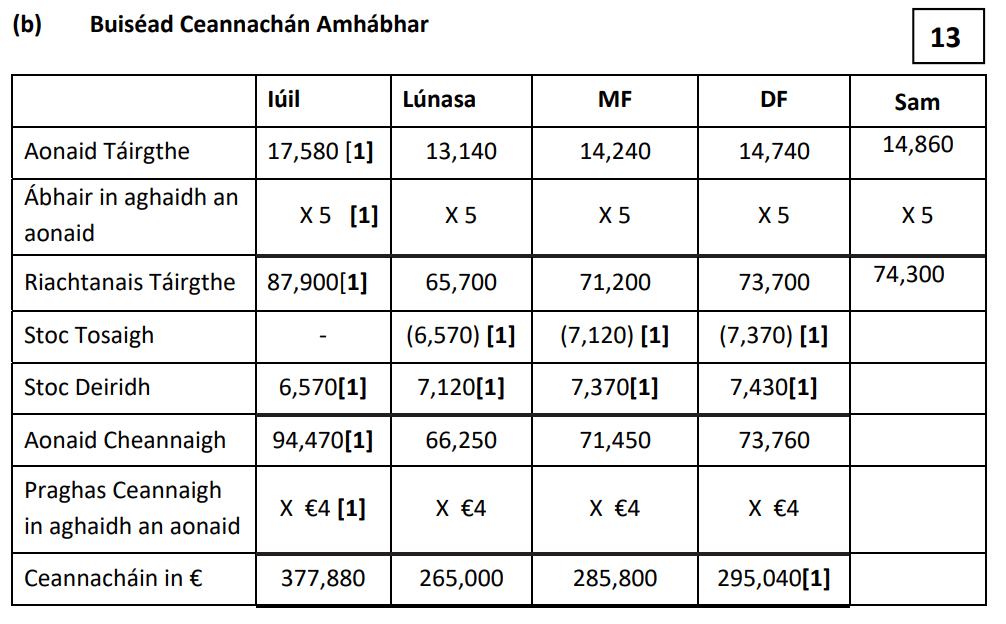 (b) Buiséad Ceannachán Amhábhar
13
Iúil Lúnasa MF DF Sam
Aonaid Táirgthe 17,580 [1] 13,140 14,240 14,740 14,860
Ábhair in aghaidh an
aonaid X 5 [1] X 5 X 5 X 5 X 5
Riachtanais Táirgthe 87,900[1] 65,700 71,200 73,700 74,300
Stoc Tosaigh - (6,570) [1] (7,120) [1] (7,370) [1]
Stoc Deiridh 6,570[1] 7,120[1] 7,370[1] 7,430[1]
Aonaid Cheannaigh 94,470[1] 66,250 71,450 73,760
Praghas Ceannaigh
in aghaidh an aonaid X €4 [1] X €4 X €4 X €4
Ceannacháin in € 377,880 265,000 285,800 295,040[1]